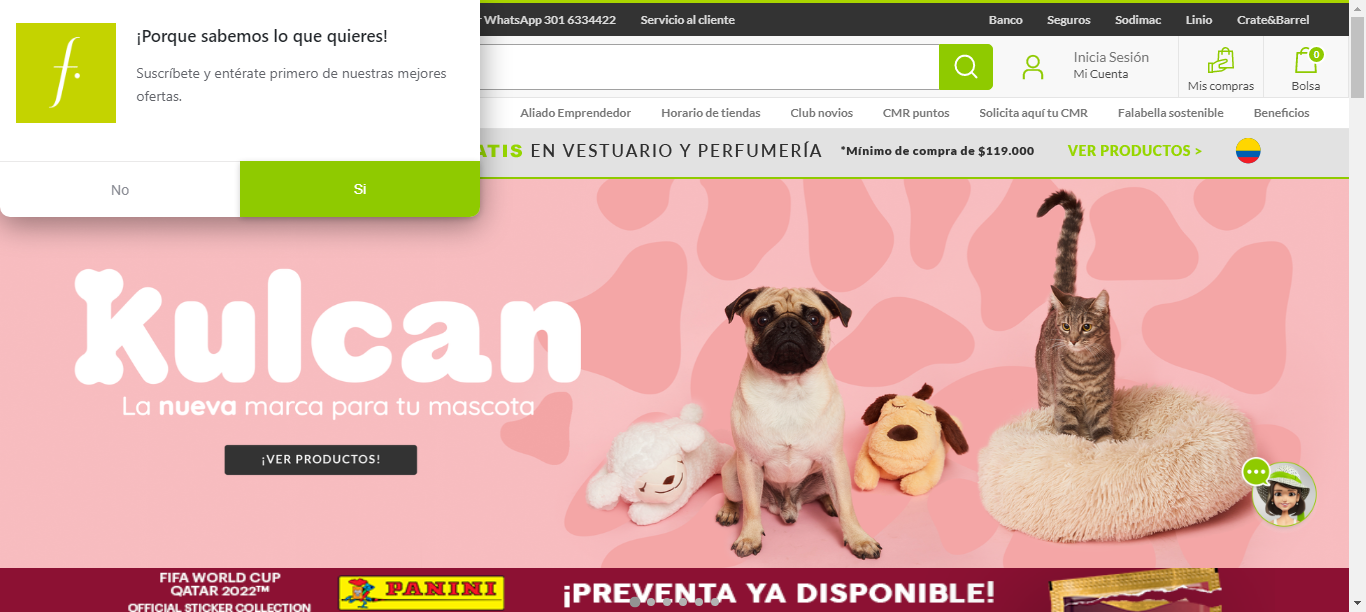 ¡Porque sabemos lo que quieres!
Suscríbete y entérate primero de nuestras mejores
ofertas.
No
Si
WhatsApp 301 6334422
Servicio al cliente
Banco
Seguros
Sodimac
Linio
Crate&Barrel
Inicia Sesión
Mi Cuenta
Mis compras
0
Bolsa
Aliado Emprendedor
Horario de tiendas
Club novios
CMR puntos
Solicita aquí tu CMR
Falabella sostenible
Beneficios
EN VESTUARIO Y PERFUMERÍA
*Mínimo de compra de $119.000
VER PRODUCTOS >
Kulcan
La nueva marca para tu mascota
¡VER PRODUCTOS!
FIFA WORLD CUP
QATAR 2022™
OFFICIAL STICKER COLLECTION
PANINI
¡PREVENTA YA DISPONIBLE!